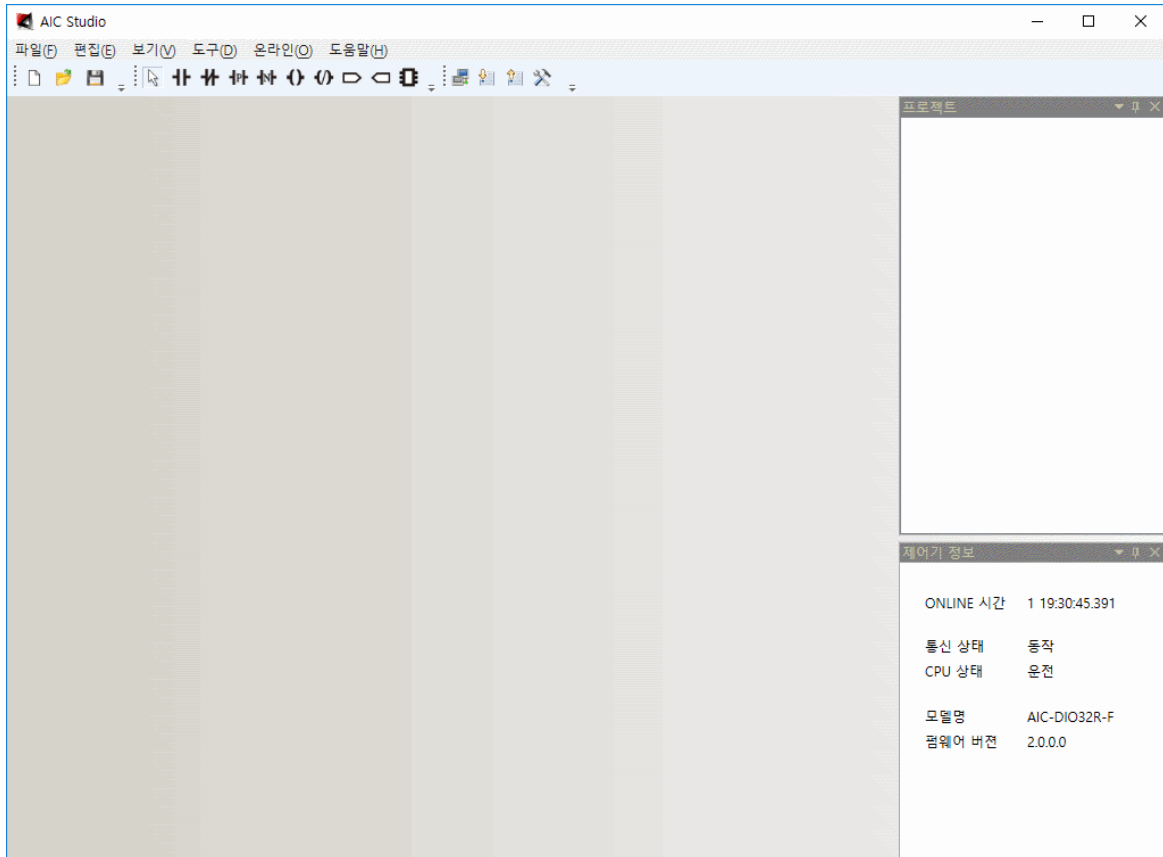 AIC Studio
파일(F) 편집(E) 보기(V) 도구(D) 온라인(O) 도움말(H)
프로젝트
제어기 정보
ONLINE 시간 1 19:30:45.391
통신 상태 동작
CPU 상태 운전
모델명 AIC-DIO32R-F
펌웨어 버젼 2.0.0.0